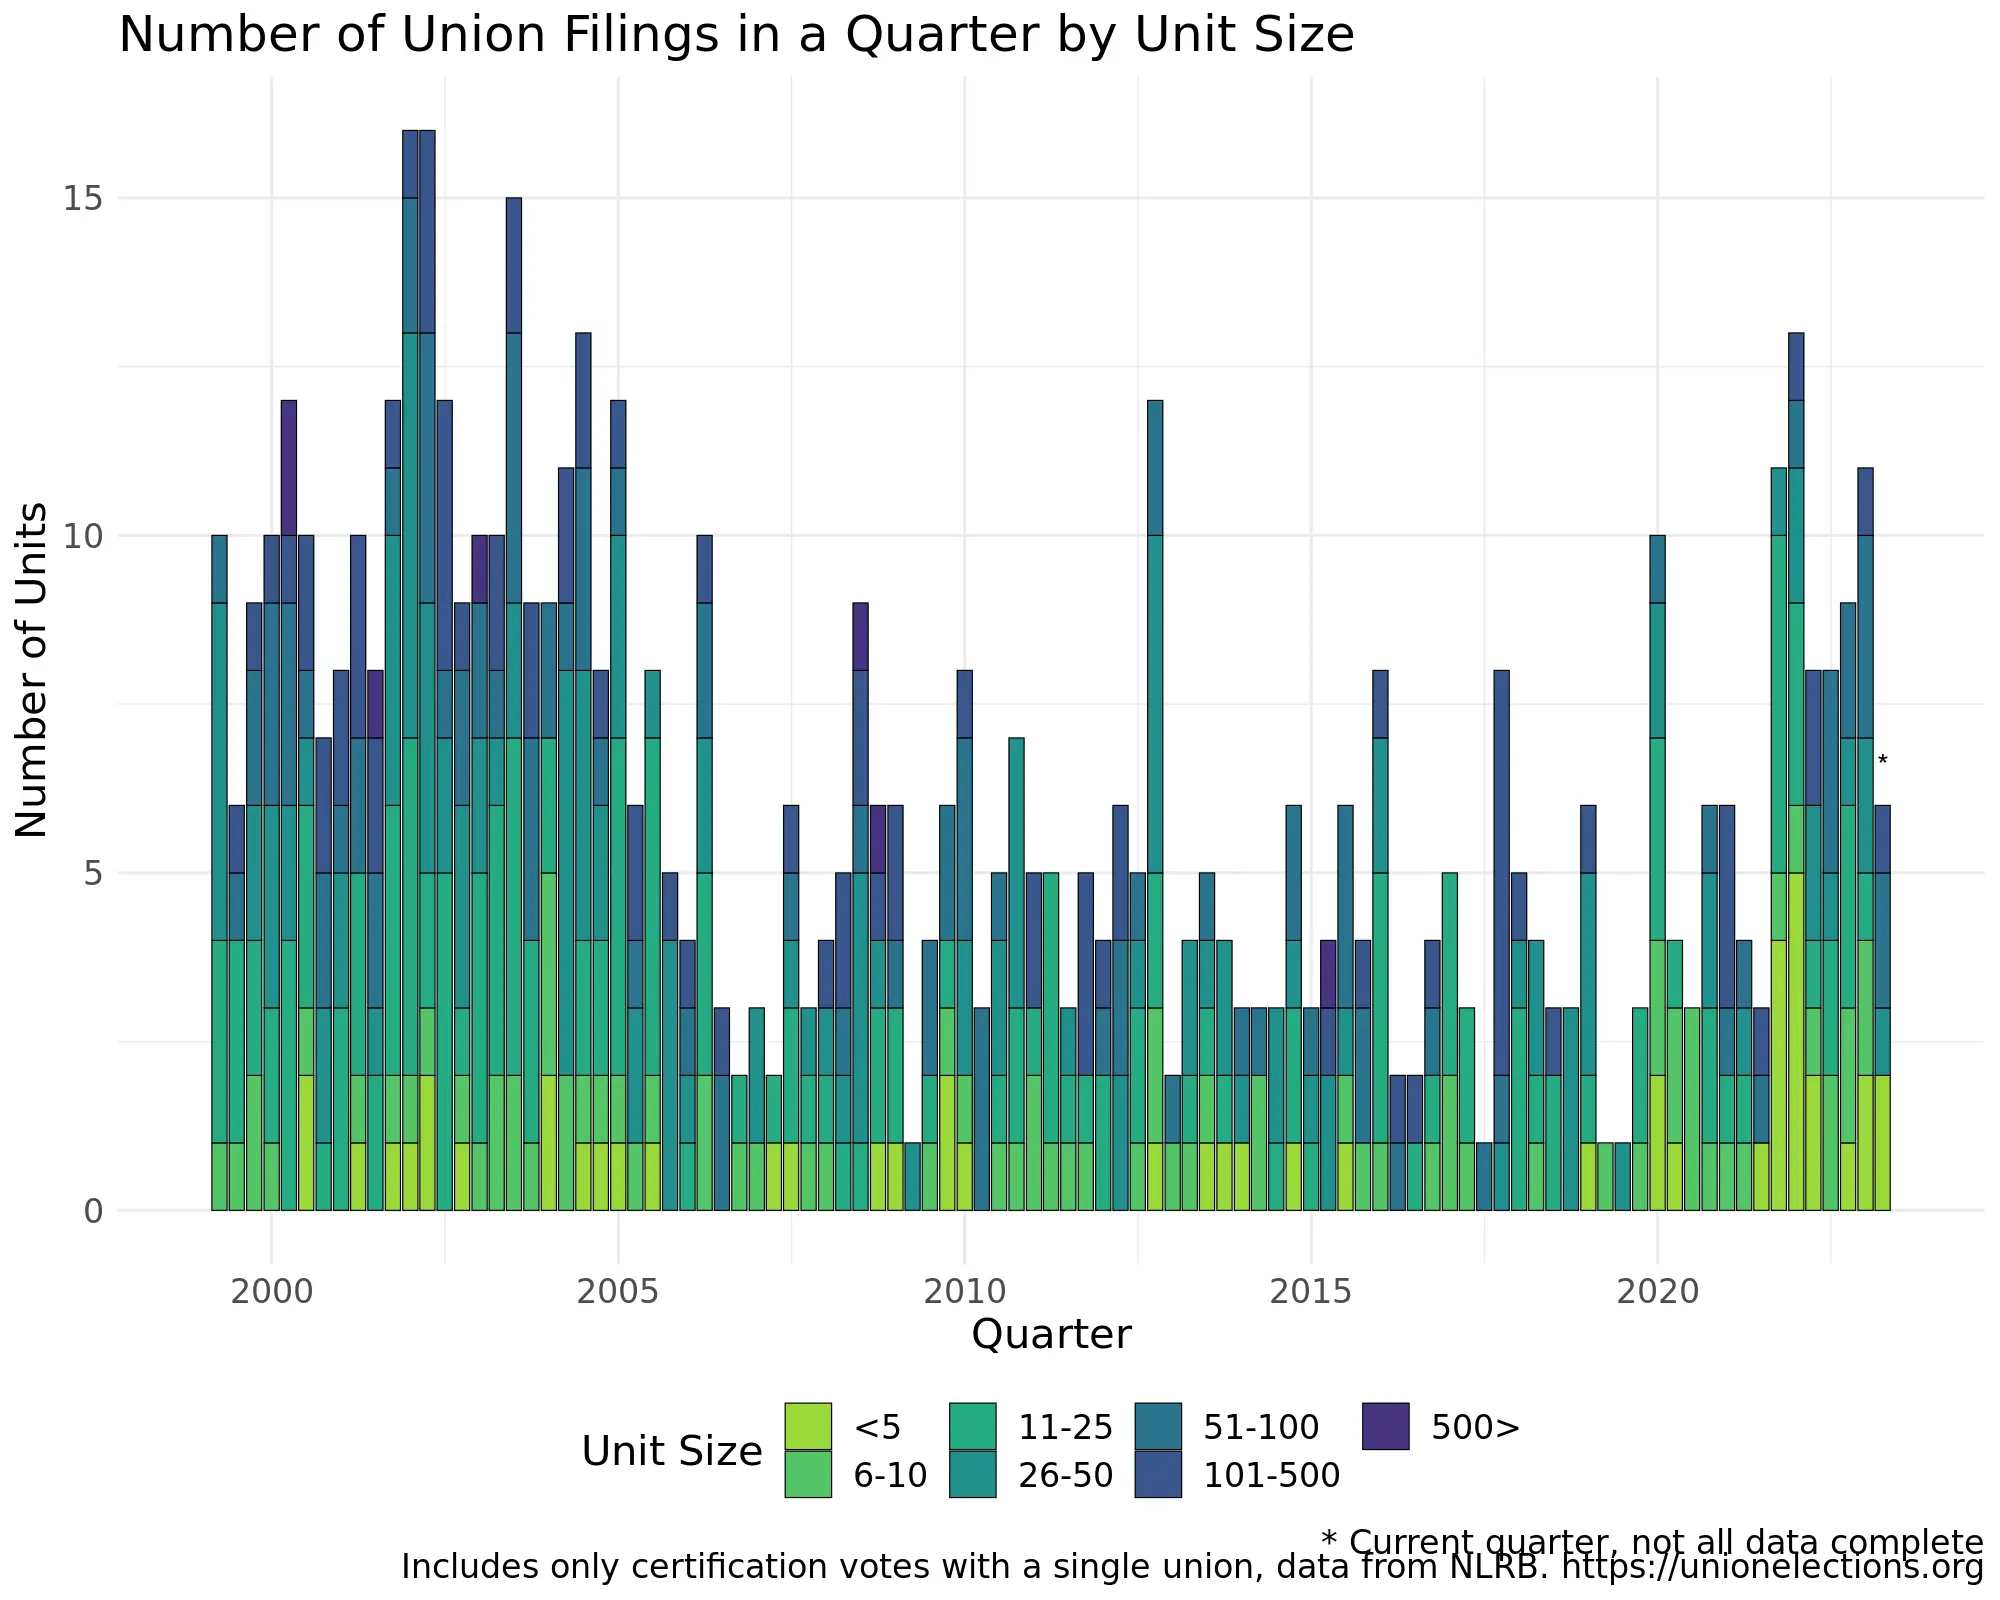 Number of Union Filings in a Quarter by Unit Size
Number of Units
15
10
5
0
*
2000 2005 2010 2015 2020
Quarter
Unit Size
<5 11-25 51-100 500>
6-10 26-50 101-500
* Current quarter, not all data complete
Includes only certification votes with a single union, data from NLRB. https://unionelections.org